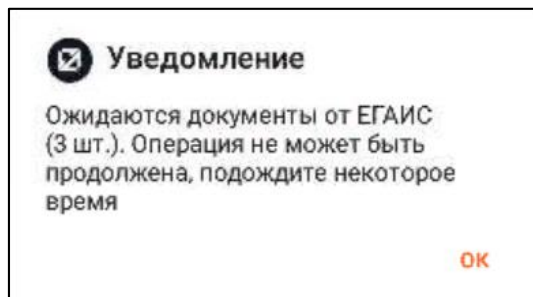 Уведомление
Ожидаются документы от ЕГАИС
(3 шт.). Операция не может быть
продолжена, подождите некоторое
время
ОК